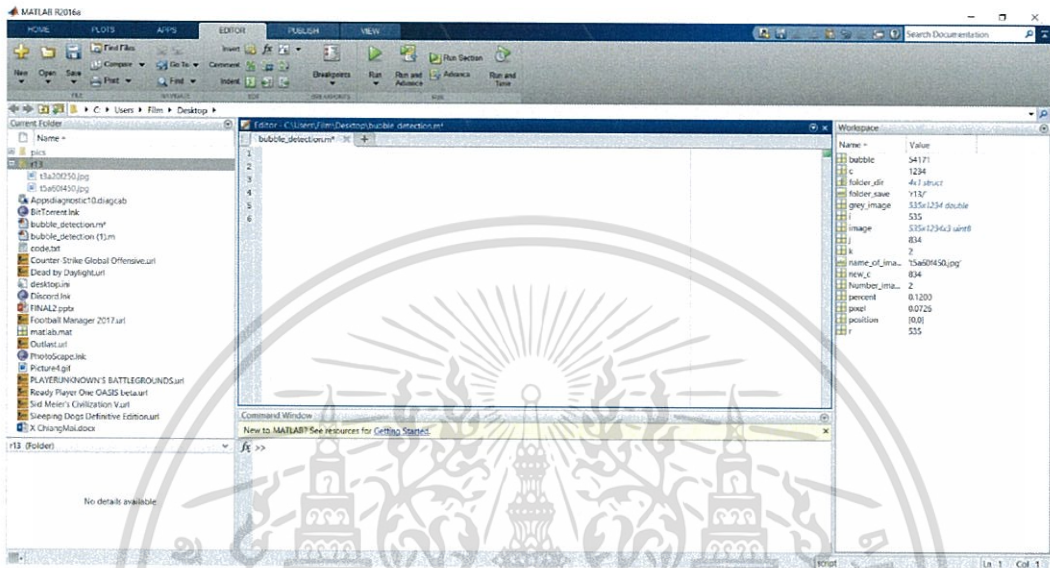 MATLAB R2016a
HOME PLOTS APPS EDITOR PUBLISH VIEW
Search Documentation
New Open Save
Find Files
Compare
Print
Go To
Find
Insert
Comment
Indent
Breakpoints
Run
Run and Advance
Run Section
Advance
Run and Time
FILE NAVIGATE EDIT BREAKPOINTS RUN
C: Users Film Desktop
Current Folder
Name
pics
r13
t3a20f250.jpg
t5a60f450.jpg
Appsdiagnostic10.diagcab
BitTorrent.lnk
bubble_detection.m*
bubble_detection (1).m
code.txt
Counter-Strike Global Offensive.url
Dead by Daylight.url
desktop.ini
Discord.lnk
FINAL2.pptx
Football Manager 2017.url
matlab.mat
Outlast.url
PhotoScape.lnk
Picture4.gif
PLAYERUNKNOWN'S BATTLEGROUNDS.url
Ready Player One OASIS beta.url
Sid Meier's Civilization V.url
Sleeping Dogs Definitive Edition.url
X ChiangMai.docx
r13 (Folder)
No details available
Editor - C:\Users\Film\Desktop\bubble_detection.m*
bubble_detection.m*
1
2
3
4
5
6
Command Window
New to MATLAB? See resources for Getting Started.
fx >>
Workspace
Name Value
bubble 54171
c 1234
folder_dir 4x1 struct
folder_save 'r13/'
grey_image 535x1234 double
i 535
image 535x1234x3 uint8
j 834
k 2
name_of_ima... 't5a60f450.jpg'
new_c 834
Number_ima... 2
percent 0.1200
pixel 0.0726
position [0,0]
r 535
script
Ln 1 Col 1